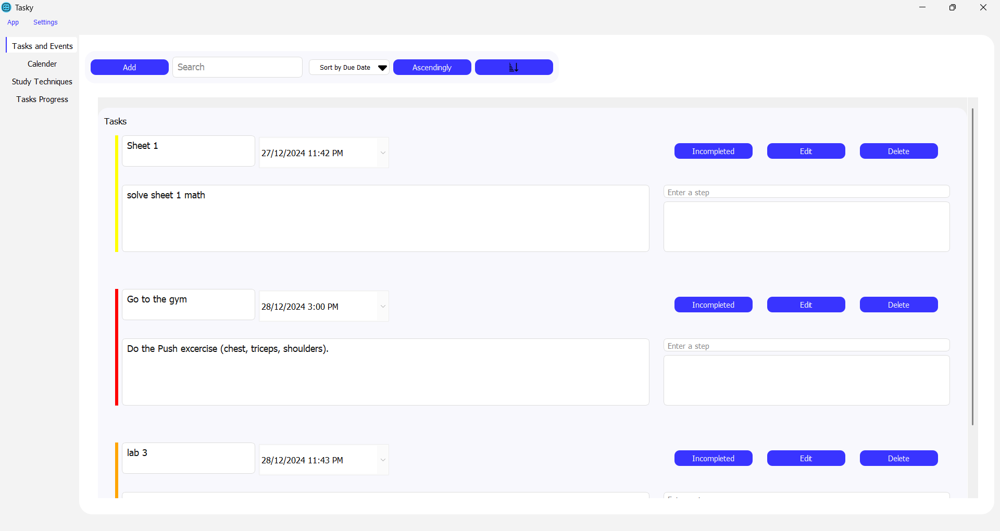 Tasky
App Settings
Tasks and Events
Calender
Study Techniques
Tasks Progress
Add Search Sort by Due Date Ascendingly
Tasks
Sheet 1 27/12/2024 11:42 PM Incompleted Edit Delete
solve sheet 1 math Enter a step
Go to the gym 28/12/2024 3:00 PM Incompleted Edit Delete
Do the Push excercise (chest, triceps, shoulders). Enter a step
lab 3 28/12/2024 11:43 PM Incompleted Edit Delete